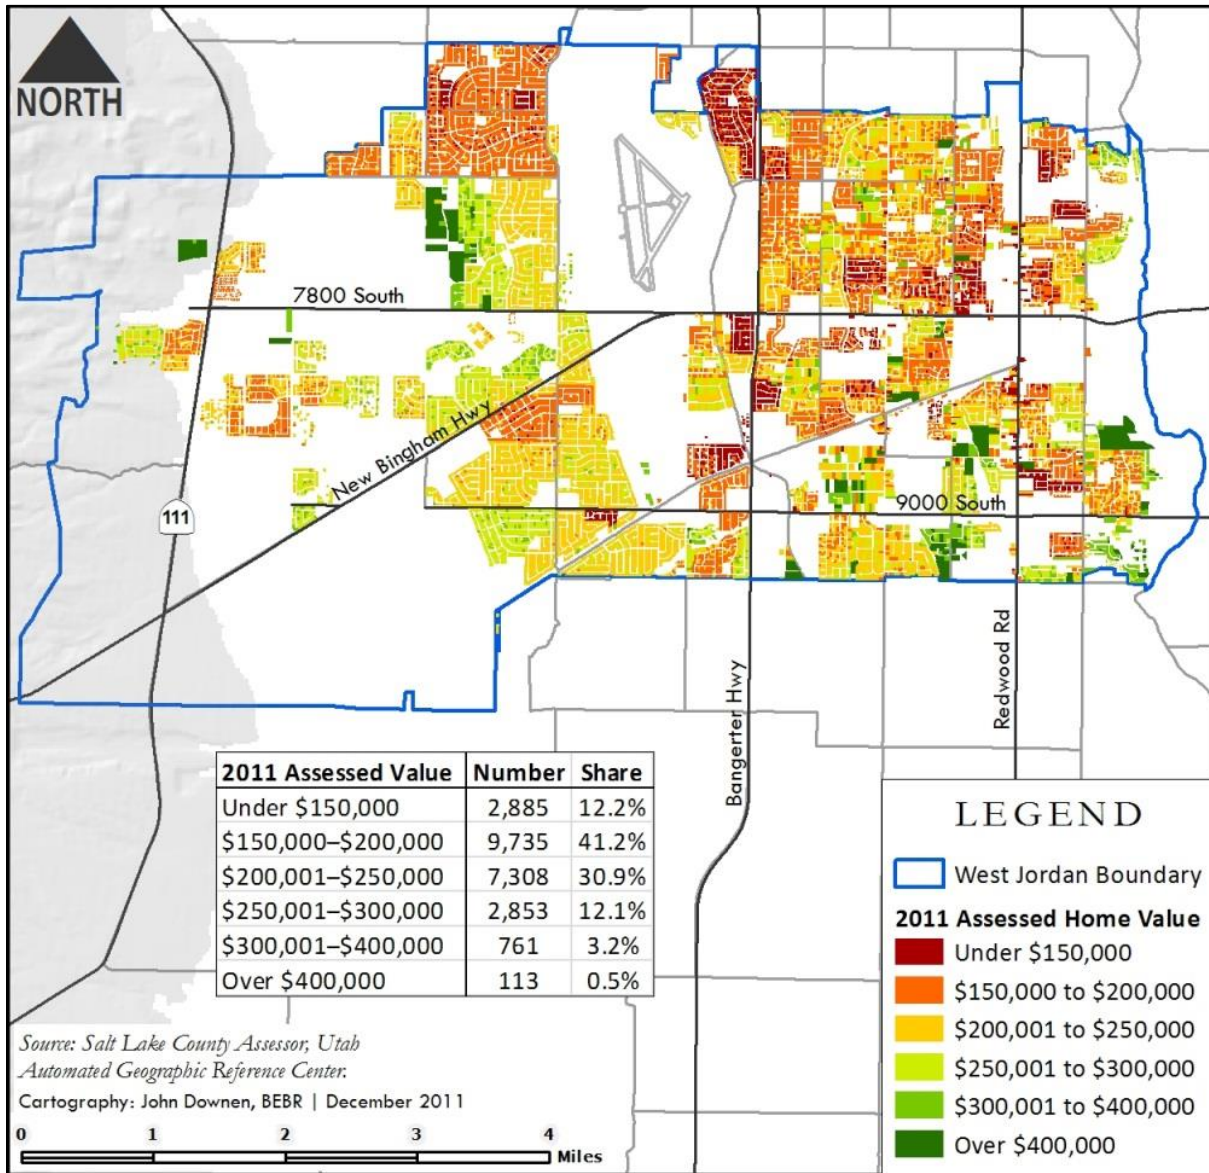 NORTH
7800 South
New Bingham Hwy
111
9000 South
Bangerter Hwy
Redwood Rd
2011 Assessed Value Number Share
Under $150,000 2,885 12.2%
$150,000–$200,000 9,735 41.2%
$200,001–$250,000 7,308 30.9%
$250,001–$300,000 2,853 12.1%
$300,001–$400,000 761 3.2%
Over $400,000 113 0.5%
LEGEND
West Jordan Boundary
2011 Assessed Home Value
Under $150,000
$150,000 to $200,000
$200,001 to $250,000
$250,001 to $300,000
$300,001 to $400,000
Over $400,000
Source: Salt Lake County Assessor, Utah
Automated Geographic Reference Center.
Cartography: John Downen, BEBR | December 2011
0 1 2 3 4
Miles